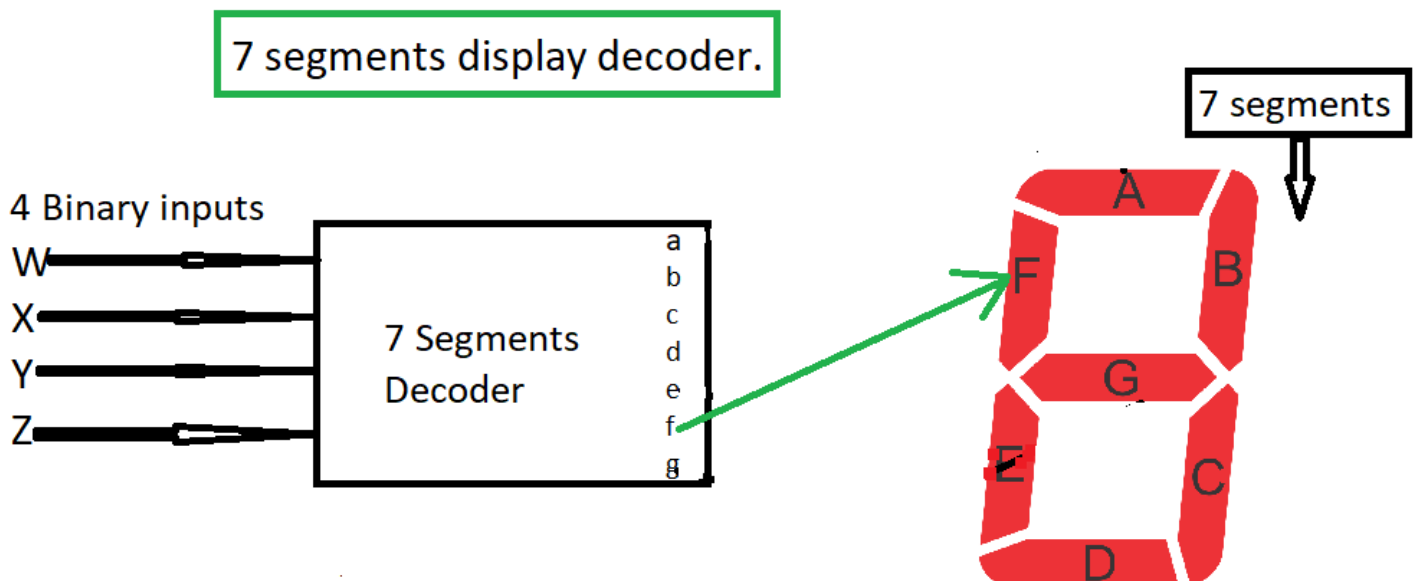 7 segments display decoder.
7 segments
4 Binary inputs
W
X
Y
Z
7 Segments
Decoder
a
b
c
d
e
f
g
A
F
B
G
E
C
D